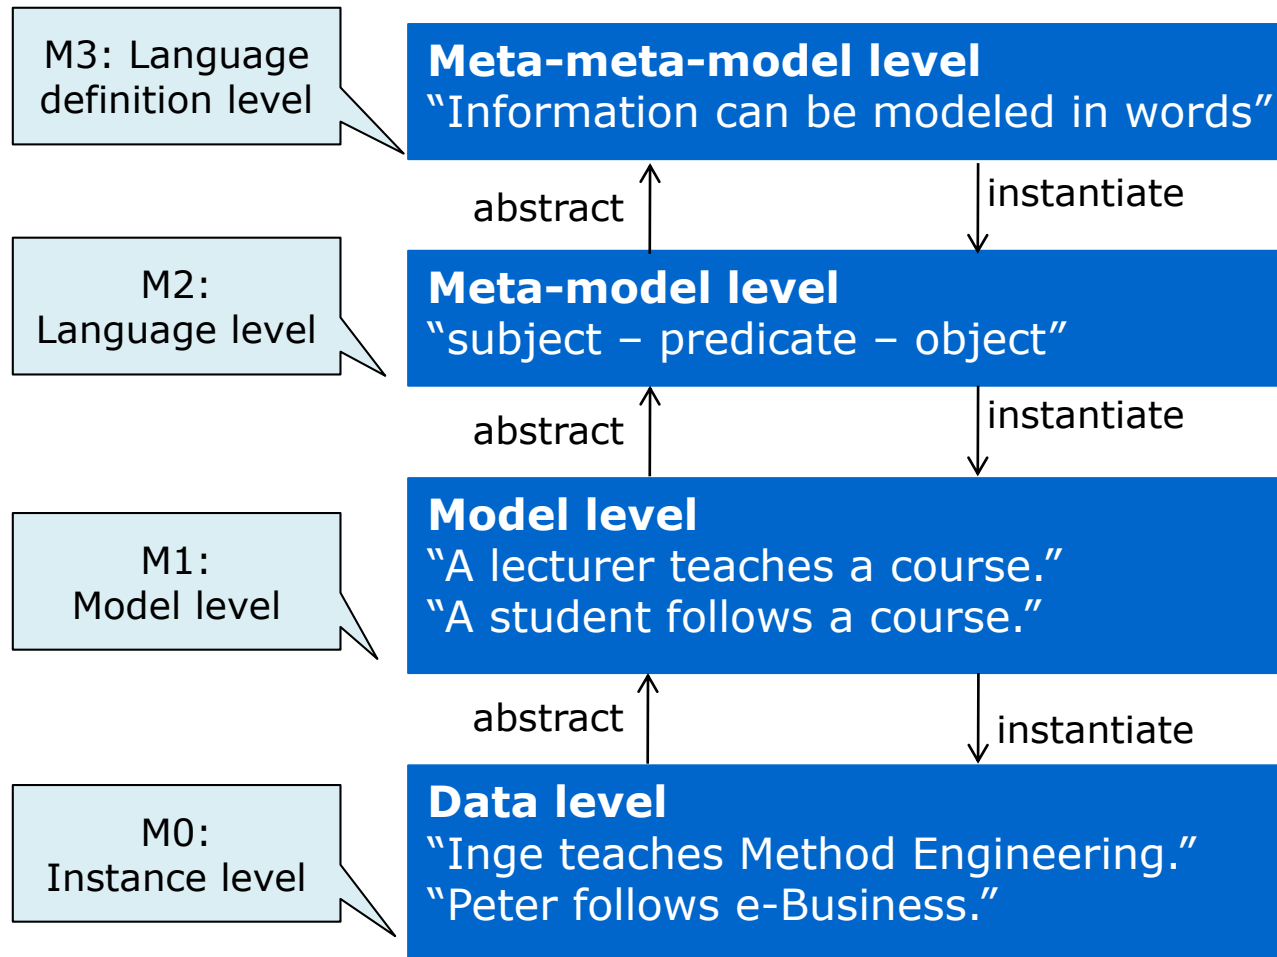 M3: Language
definition level
Meta-meta-model level
“Information can be modeled in words”
abstract
instantiate
M2:
Language level
Meta-model level
“subject – predicate – object”
abstract
instantiate
M1:
Model level
Model level
“A lecturer teaches a course.”
“A student follows a course.”
abstract
instantiate
M0:
Instance level
Data level
“Inge teaches Method Engineering.”
“Peter follows e-Business.”